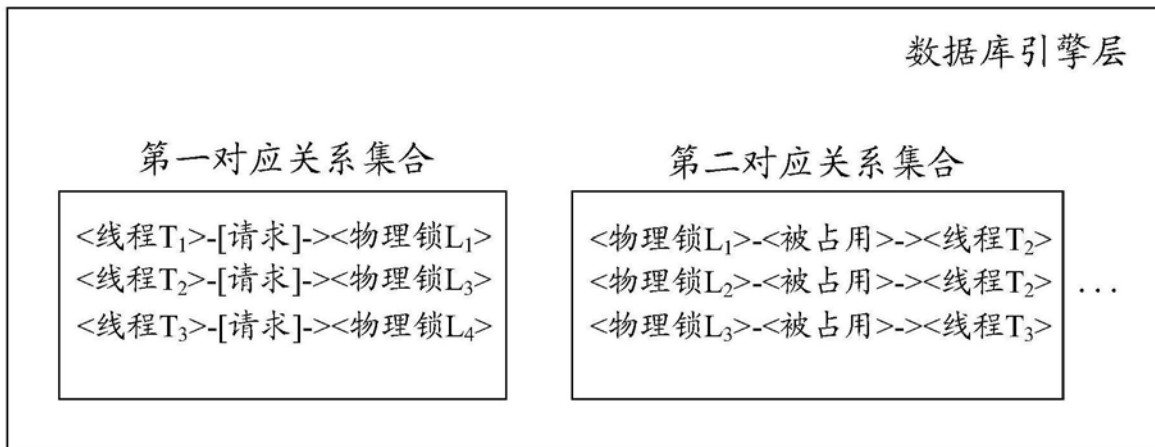 数据库引擎层
第一对应关系集合
<线程T₁>-[请求]-><物理锁L₁>
<线程T₂>-[请求]-><物理锁L₃>
<线程T₃>-[请求]-><物理锁L₄>
第二对应关系集合
<物理锁L₁>-<被占用>-><线程T₂>
<物理锁L₂>-<被占用>-><线程T₂>
<物理锁L₃>-<被占用>-><线程T₃>
...